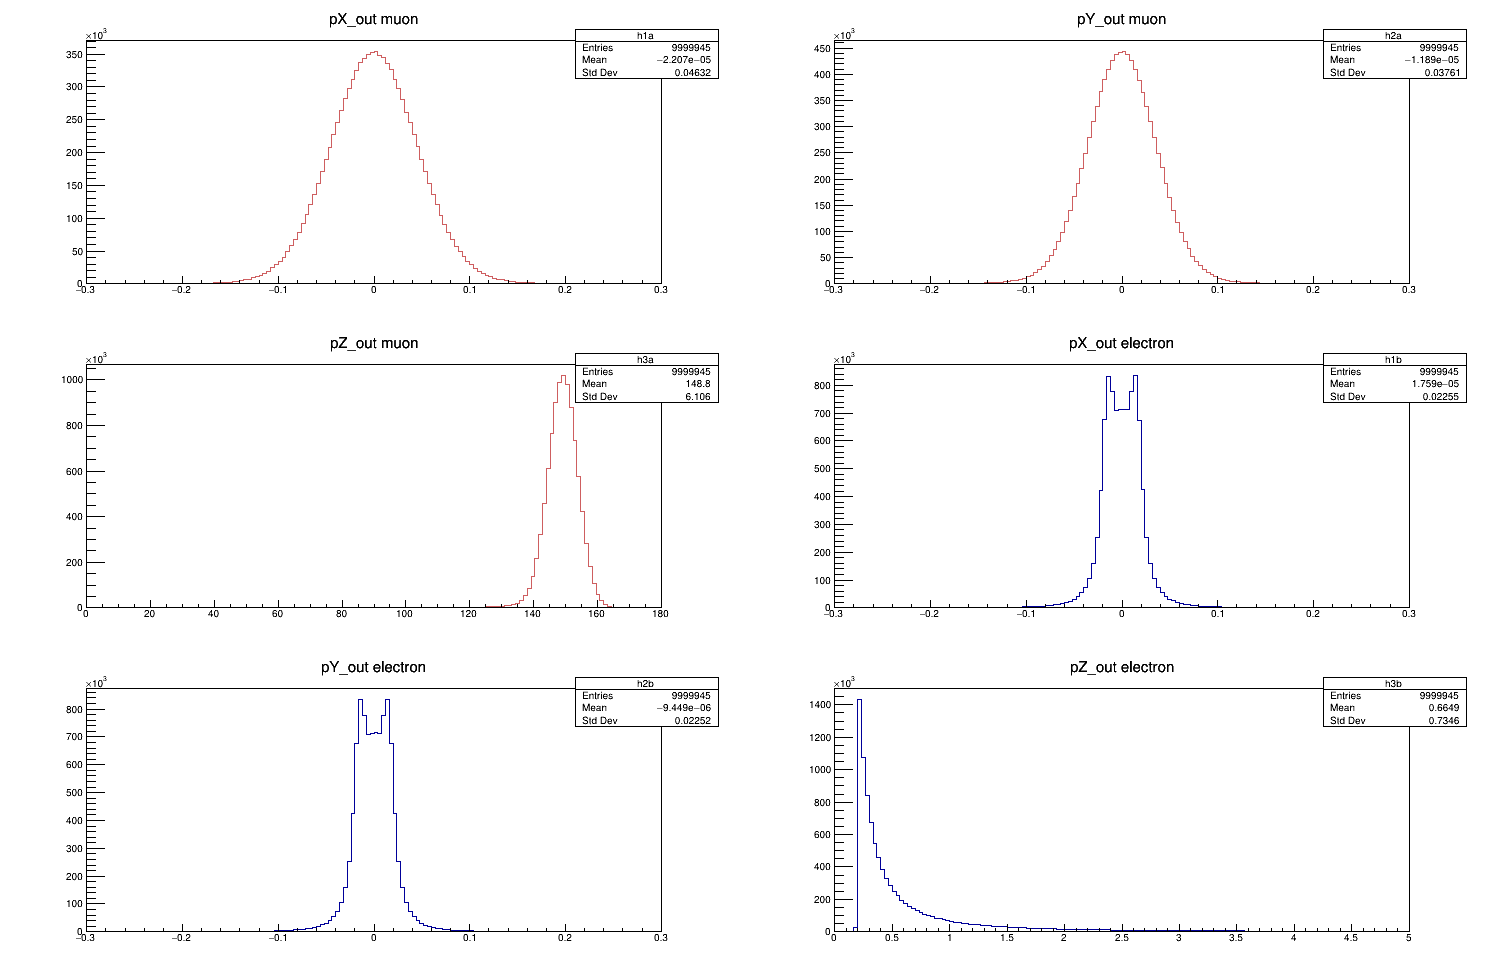 pX_out muon
×10³
h1a
Entries 9999945
Mean −2.207e−05
Std Dev 0.04632
350
300
250
200
150
100
50
0
−0.3 −0.2 −0.1 0 0.1 0.2 0.3
pY_out muon
×10³
h2a
Entries 9999945
Mean −1.189e−05
Std Dev 0.03761
450
400
350
300
250
200
150
100
50
0
−0.3 −0.2 −0.1 0 0.1 0.2 0.3
pZ_out muon
×10³
h3a
Entries 9999945
Mean 148.8
Std Dev 6.106
1000
800
600
400
200
0
0 20 40 60 80 100 120 140 160 180
pX_out electron
×10³
h1b
Entries 9999945
Mean 1.759e−05
Std Dev 0.02255
800
700
600
500
400
300
200
100
0
−0.3 −0.2 −0.1 0 0.1 0.2 0.3
pY_out electron
×10³
h2b
Entries 9999945
Mean −9.449e−06
Std Dev 0.02252
800
700
600
500
400
300
200
100
0
−0.3 −0.2 −0.1 0 0.1 0.2 0.3
pZ_out electron
×10³
h3b
Entries 9999945
Mean 0.6649
Std Dev 0.7346
1400
1200
1000
800
600
400
200
0
0 0.5 1 1.5 2 2.5 3 3.5 4 4.5 5